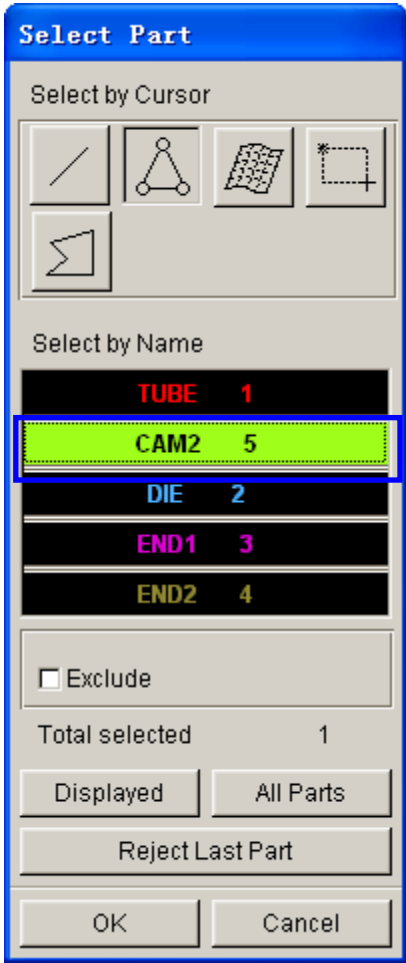 Select Part
Select by Cursor
Select by Name
TUBE 1
CAM2 5
DIE 2
END1 3
END2 4
Exclude
Total selected 1
Displayed All Parts
Reject Last Part
OK Cancel